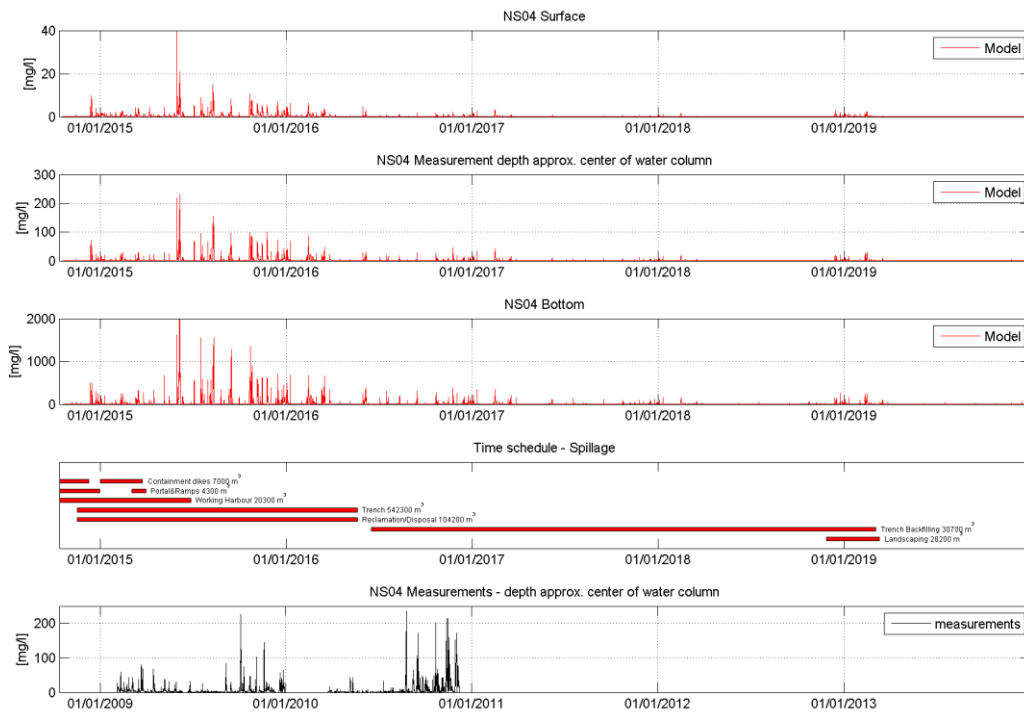 NS04 Surface
40
20
0
[mg/l]
Model
01/01/2015 01/01/2016 01/01/2017 01/01/2018 01/01/2019
NS04 Measurement depth approx. center of water column
300
200
100
0
[mg/l]
Model
01/01/2015 01/01/2016 01/01/2017 01/01/2018 01/01/2019
NS04 Bottom
2000
1000
0
[mg/l]
Model
01/01/2015 01/01/2016 01/01/2017 01/01/2018 01/01/2019
Time schedule - Spillage
Containment dikes 7000 m³
Portal&Ramps 4300 m³
Working Harbour 20300 m³
Trench 542300 m³
Reclamation/Disposal 104200 m³
Trench Backfilling 38700 m³
Landscaping 28200 m³
01/01/2015 01/01/2016 01/01/2017 01/01/2018 01/01/2019
NS04 Measurements - depth approx. center of water column
200
100
0
[mg/l]
measurements
01/01/2009 01/01/2010 01/01/2011 01/01/2012 01/01/2013